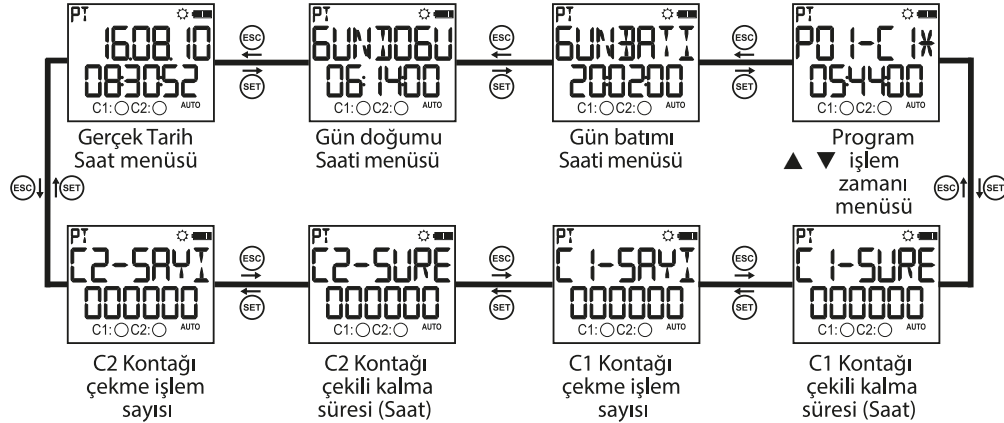 PT
16.08.10
08:30:52
C1: C2: AUTO
Gerçek Tarih
Saat menüsü
ESC
SET
PT
GUNDOGU
06:14:00
C1: C2: AUTO
Gün doğumu
Saati menüsü
ESC
SET
PT
GUNBATI
20:02:00
C1: C2: AUTO
Gün batımı
Saati menüsü
ESC
SET
PT
P01-C1*
05:44:00
C1: C2: AUTO
Program
▲ ▼ işlem
zamanı
menüsü
ESC SET
ESC SET
PT
C2-SAYI
000000
C1: C2: AUTO
C2 Kontağı
çekme işlem
sayısı
ESC
SET
PT
C2-SURE
000000
C1: C2: AUTO
C2 Kontağı
çekili kalma
süresi (Saat)
ESC
SET
PT
C1-SAYI
000000
C1: C2: AUTO
C1 Kontağı
çekme işlem
sayısı
ESC
SET
PT
C1-SURE
000000
C1: C2: AUTO
C1 Kontağı
çekili kalma
süresi (Saat)